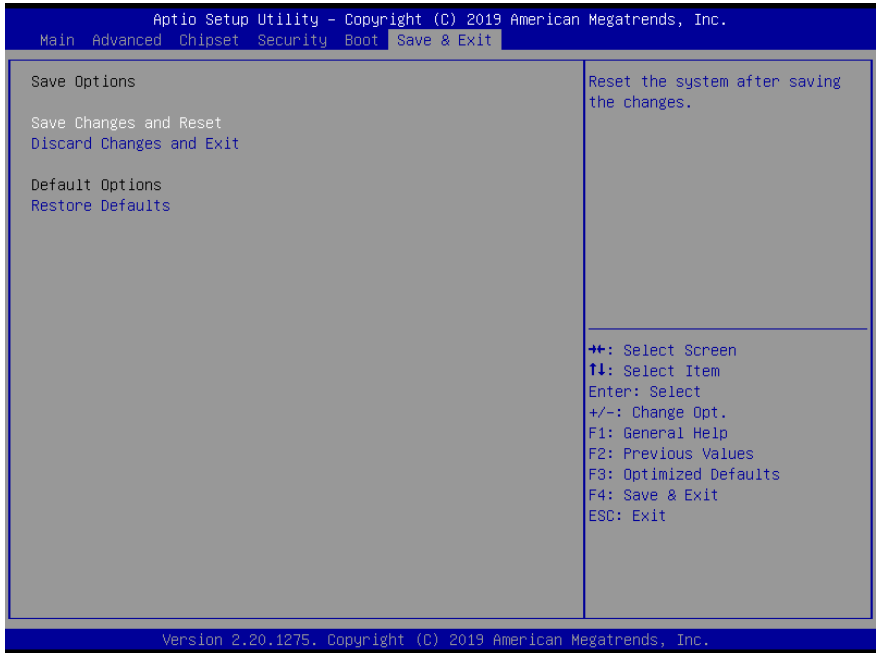 Aptio Setup Utility – Copyright (C) 2019 American Megatrends, Inc.
Main Advanced Chipset Security Boot Save & Exit
Save Options
Save Changes and Reset
Discard Changes and Exit
Default Options
Restore Defaults
Reset the system after saving
the changes.
→←: Select Screen
↑↓: Select Item
Enter: Select
+/-: Change Opt.
F1: General Help
F2: Previous Values
F3: Optimized Defaults
F4: Save & Exit
ESC: Exit
Version 2.20.1275. Copyright (C) 2019 American Megatrends, Inc.